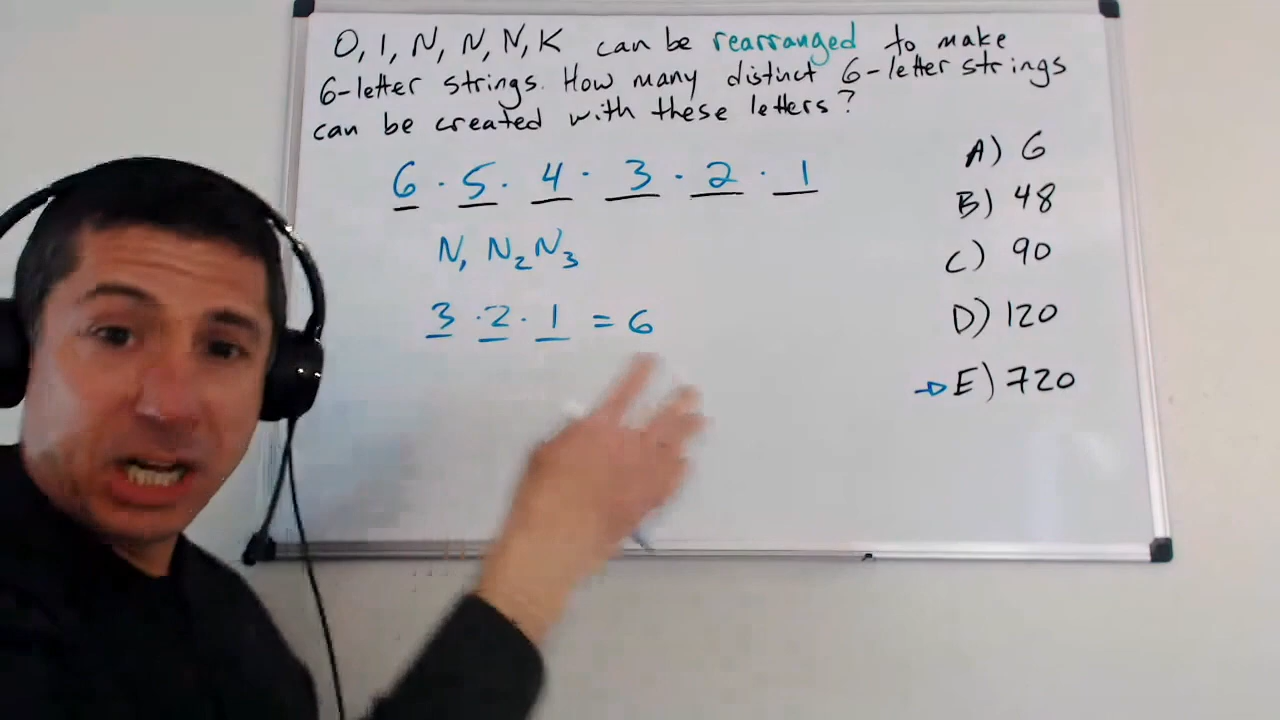 O, I, N, N, N, K can be rearranged to make
6-letter strings. How many distinct 6-letter strings
can be created with these letters?
6 · 5 · 4 · 3 · 2 · 1
N, N2 N3
3 · 2 · 1 = 6
A) 6
B) 48
C) 90
D) 120
→ E) 720